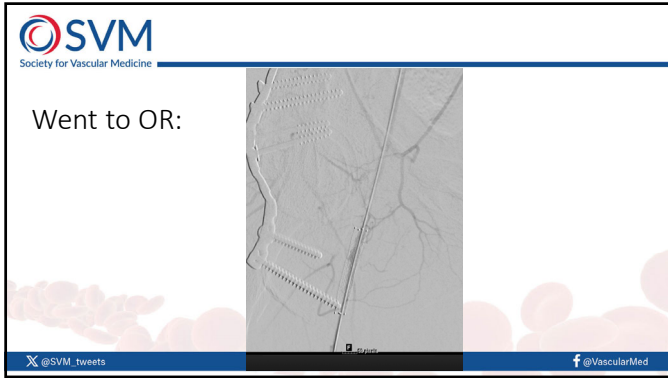 SVM
Society for Vascular Medicine
Went to OR:
@SVM_tweets
@VascularMed